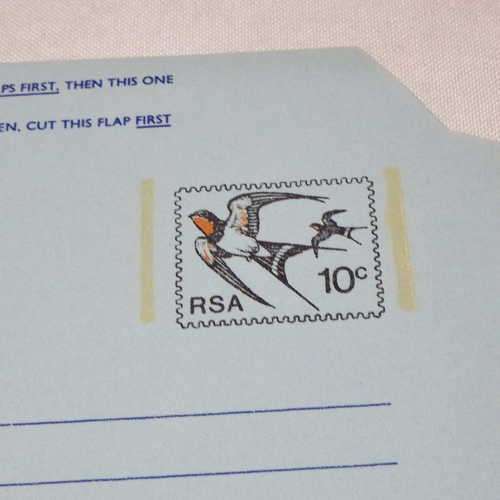 PS FIRST, THEN THIS ONE
EN, CUT THIS FLAP FIRST
10c
RSA